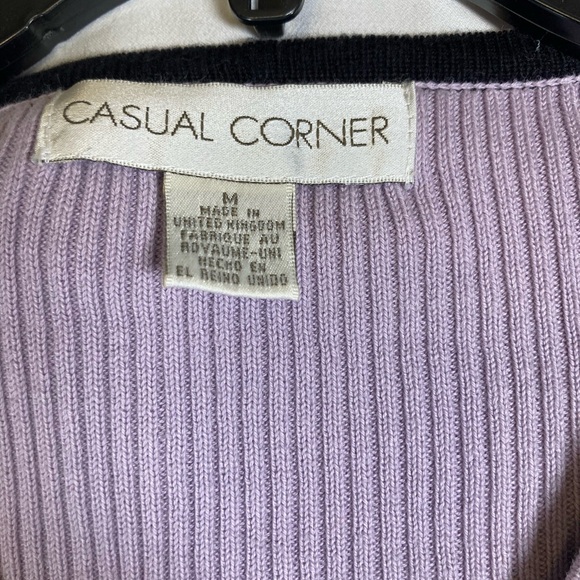 CASUAL CORNER
M
MADE IN
UNITED KINGDOM
FABRIQUE AU
ROYAUME-UNI
HECHO EN
EL REINO UNIDO